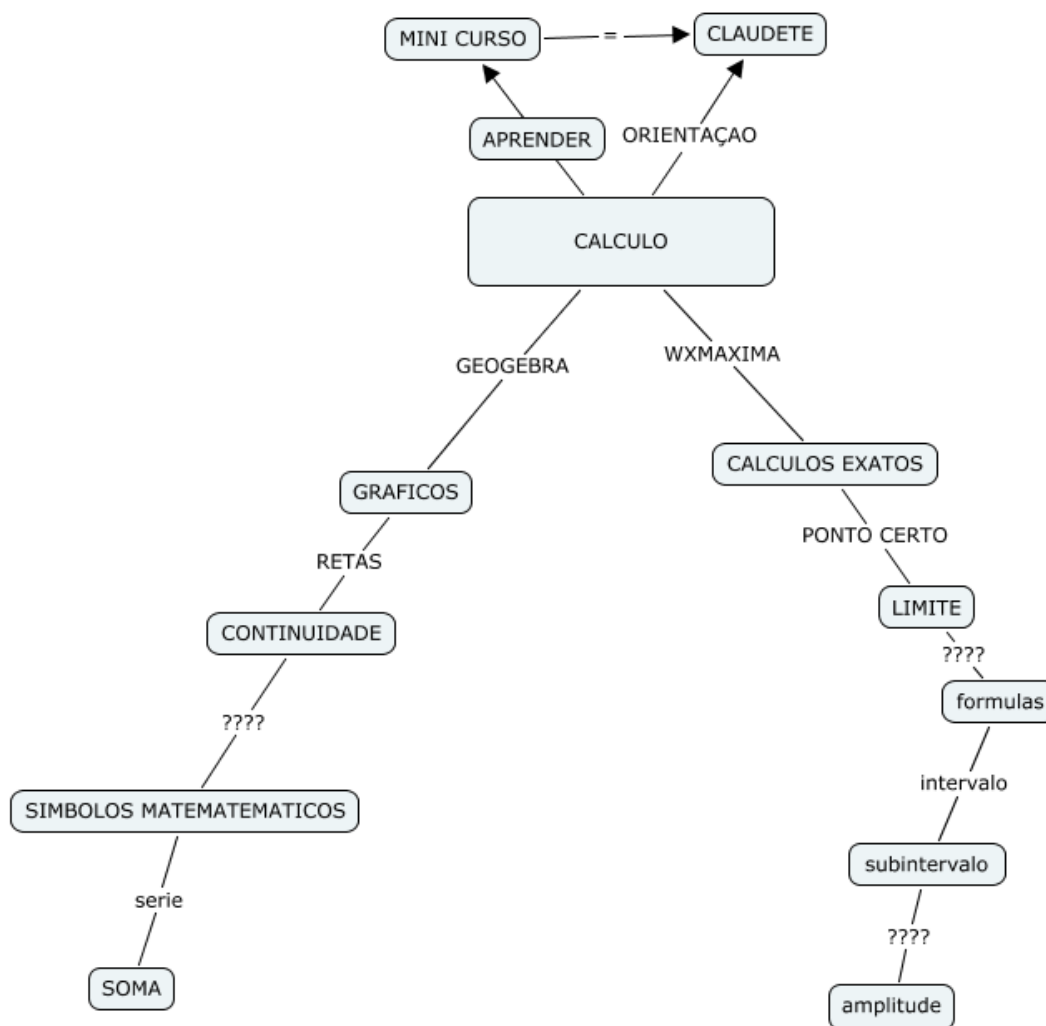 MINI CURSO
=
CLAUDETE
APRENDER
ORIENTAÇAO
CALCULO
GEOGEBRA
WXMAXIMA
CALCULOS EXATOS
GRAFICOS
PONTO CERTO
RETAS
LIMITE
CONTINUIDADE
????
formulas
????
intervalo
SIMBOLOS MATEMATEMATICOS
subintervalo
serie
????
SOMA
amplitude